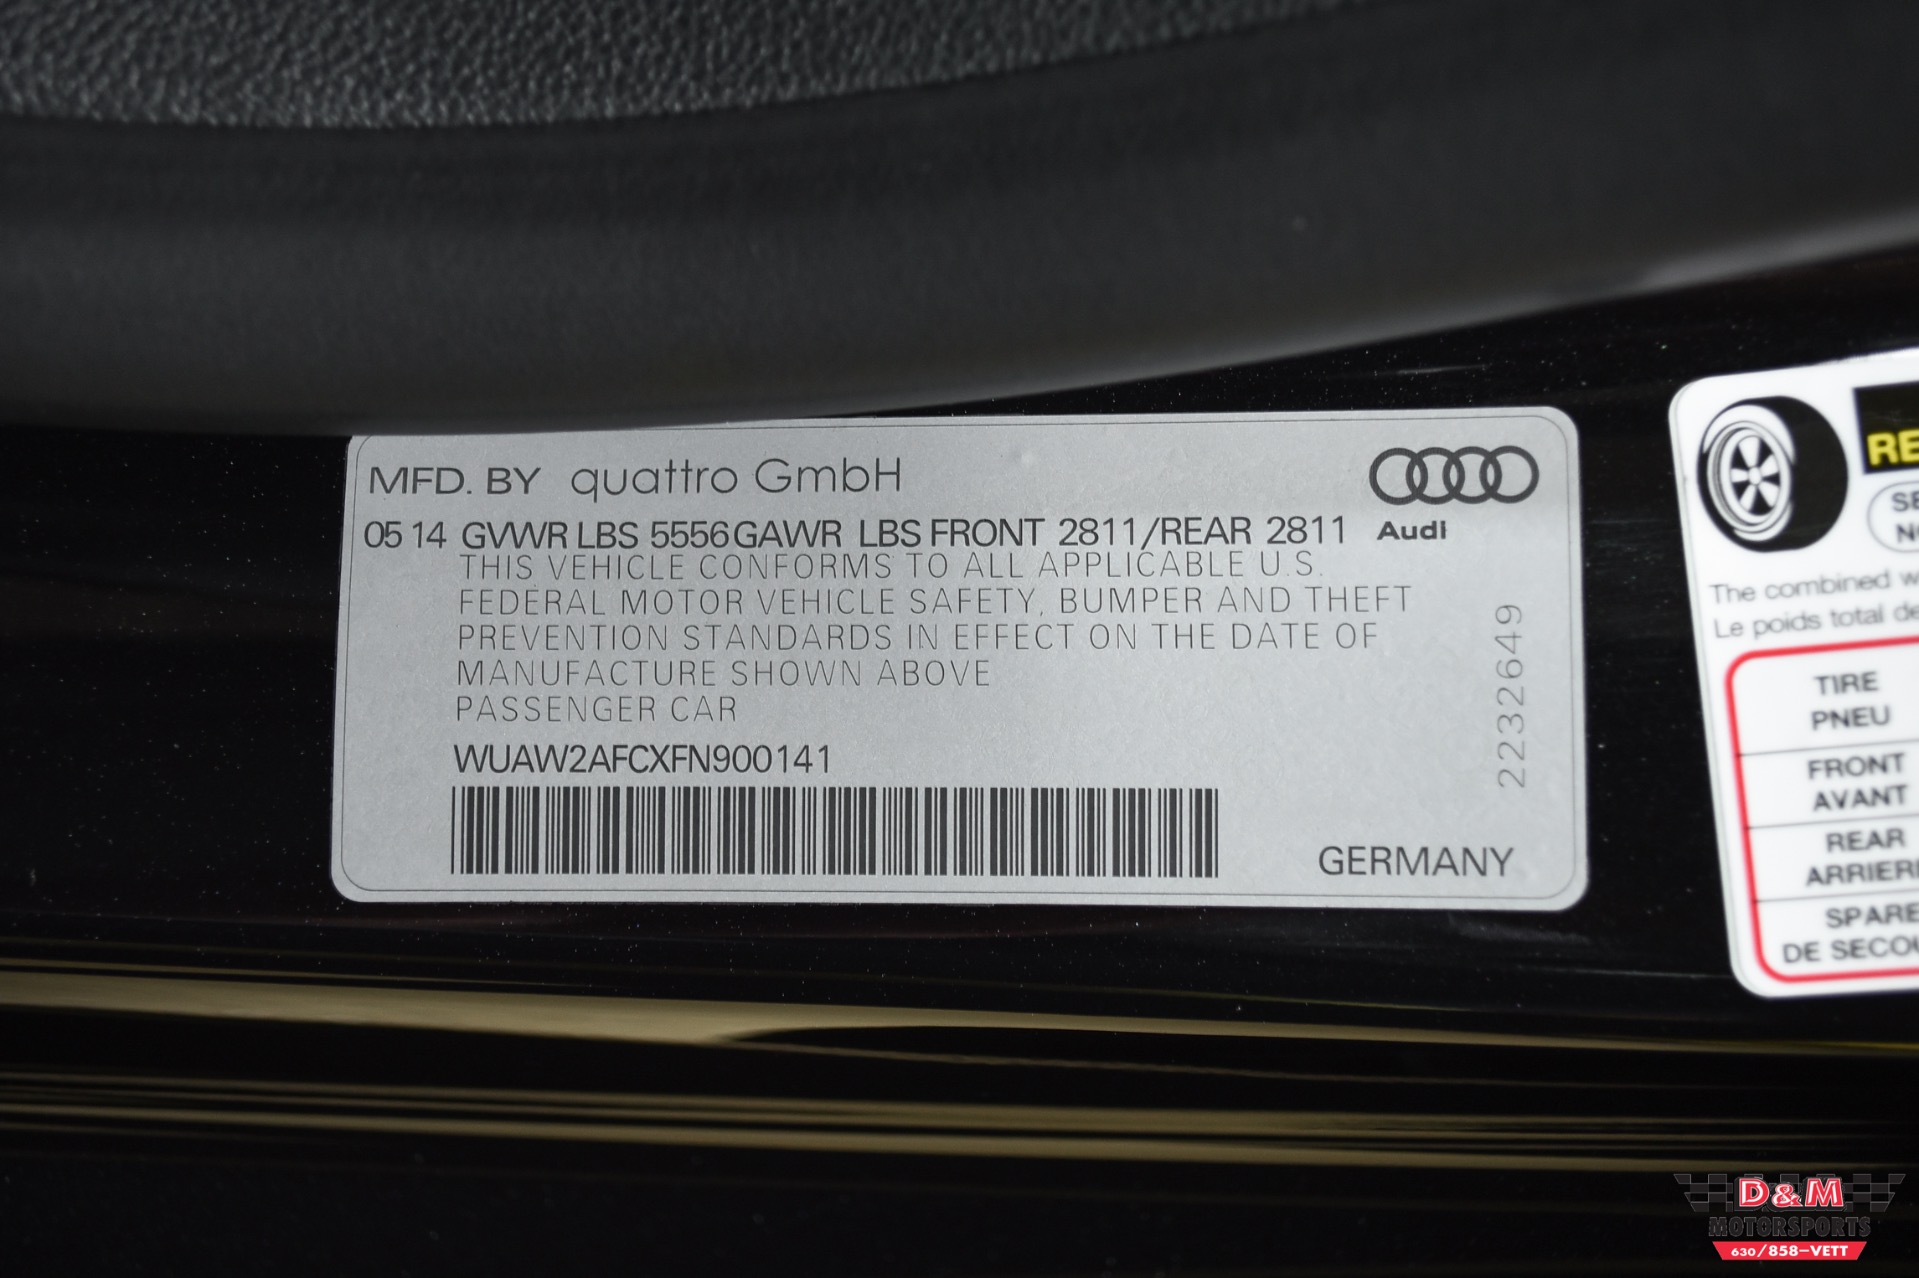 MFD. BY quattro GmbH
05 14 GVWR LBS 5556 GAWR LBS FRONT 2811/REAR 2811
Audi
THIS VEHICLE CONFORMS TO ALL APPLICABLE U.S.
FEDERAL MOTOR VEHICLE SAFETY, BUMPER AND THEFT
PREVENTION STANDARDS IN EFFECT ON THE DATE OF
MANUFACTURE SHOWN ABOVE
PASSENGER CAR
WUAW2AFCXFN900141
2232649
GERMANY
The combined
Le poids total
TIRE
PNEU
FRONT
AVANT
REAR
SPARE
DE
D&M
MOTORSPORTS
630/858-VETT